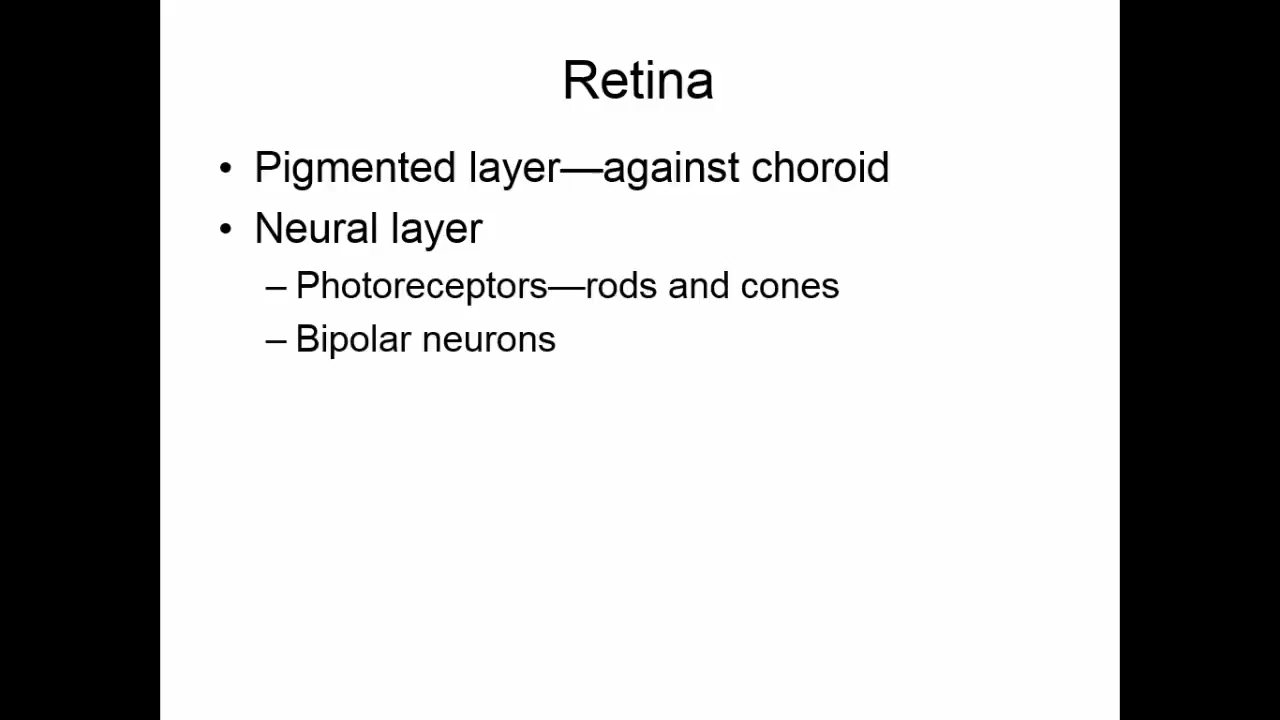 Retina
• Pigmented layer—against choroid
• Neural layer
– Photoreceptors—rods and cones
– Bipolar neurons